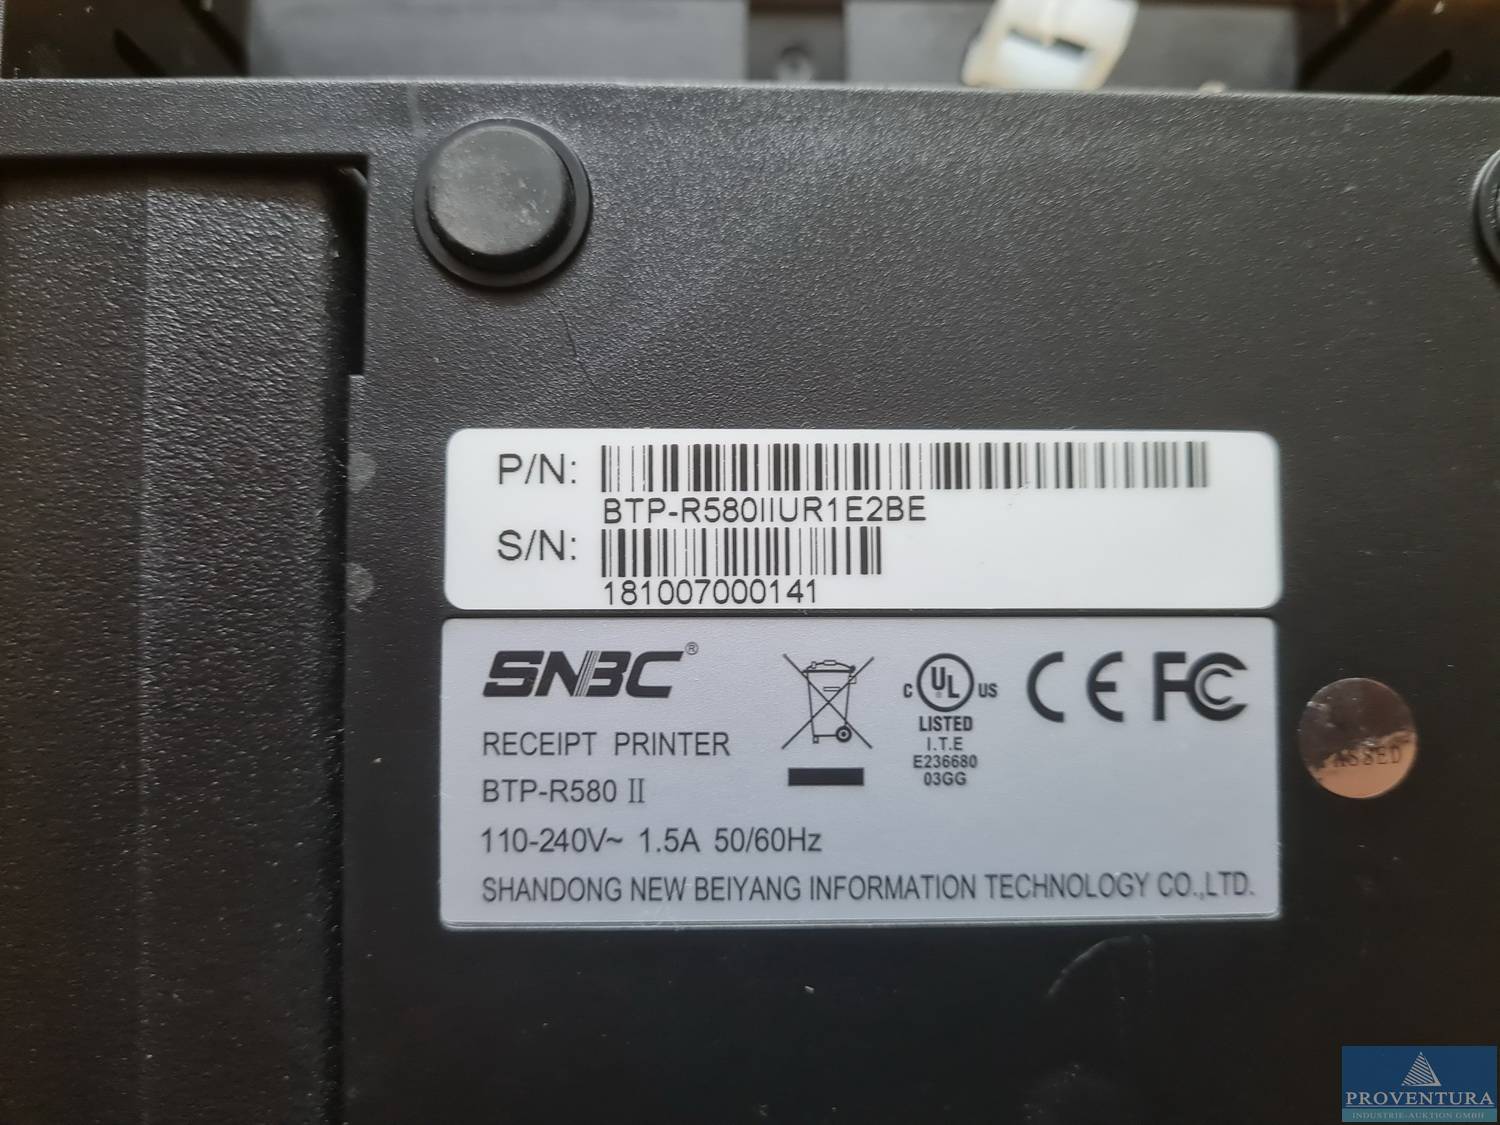 P/N:
BTP-R580IIUR1E2BE
S/N:
181007000141
SNBC®
RECEIPT PRINTER
BTP-R580 II
110-240V~ 1.5A 50/60Hz
SHANDONG NEW BEIYANG INFORMATION TECHNOLOGY CO.,LTD.
C UL ® US
LISTED
I.T.E
E236680
03GG
CE FC
PASSED
PROVENTURA
INDUSTRIE-AUKTION GMBH